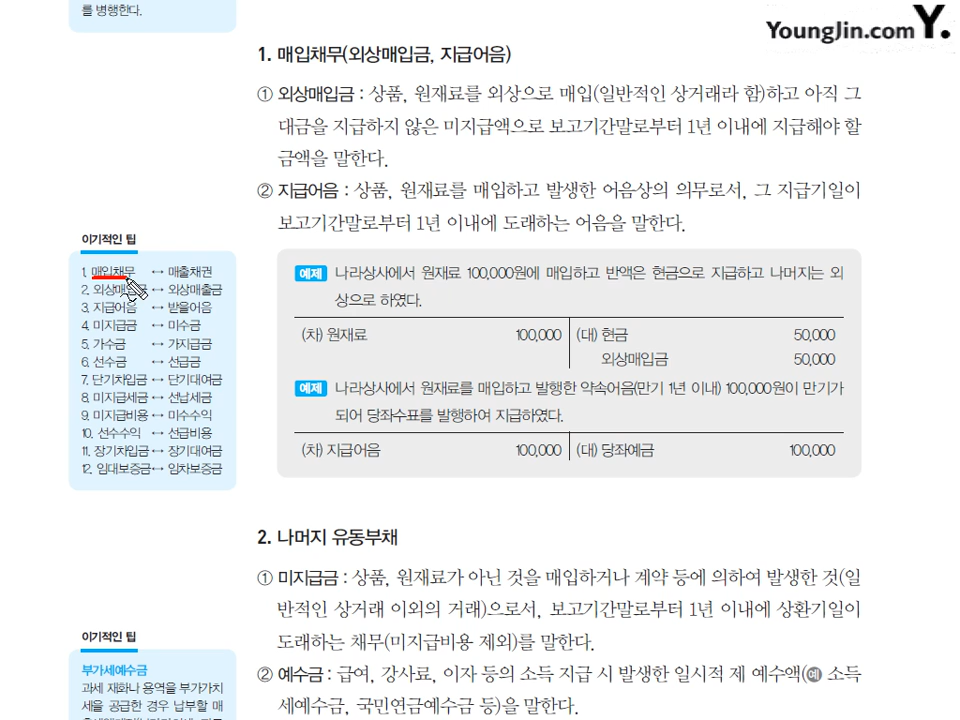 를 병행한다.
YoungJin.com Y.
1. 매입채무(외상매입금, 지급어음)
① 외상매입금 : 상품, 원재료를 외상으로 매입(일반적인 상거래라 함)하고 아직 그
대금을 지급하지 않은 미지급액으로 보고기간말로부터 1년 이내에 지급해야 할
금액을 말한다.
② 지급어음 : 상품, 원재료를 매입하고 발생한 어음상의 의무로서, 그 지급기일이
보고기간말로부터 1년 이내에 도래하는 어음을 말한다.
이기적인 팁
1. 매입채무 ↔ 매출채권
2. 외상매입금 ↔ 외상매출금
3. 지급어음 ↔ 받을어음
4. 미지급금 ↔ 미수금
5. 가수금 ↔ 가지급금
6. 선수금 ↔ 선급금
7. 단기차입금 ↔ 단기대여금
8. 미지급세금 ↔ 선납세금
9. 미지급비용 ↔ 미수수익
10. 선수수익 ↔ 선급비용
11. 장기차입금 ↔ 장기대여금
12. 임대보증금 ↔ 임차보증금
예제 나라상사에서 원재료 100,000원에 매입하고 반액은 현금으로 지급하고 나머지는 외
상으로 하였다.
(차) 원재료 100,000 (대) 현금 50,000
외상매입금 50,000
예제 나라상사에서 원재료를 매입하고 발행한 약속어음(만기 1년 이내) 100,000원이 만기가
되어 당좌수표를 발행하여 지급하였다.
(차) 지급어음 100,000 (대) 당좌예금 100,000
2. 나머지 유동부채
① 미지급금 : 상품, 원재료가 아닌 것을 매입하거나 계약 등에 의하여 발생한 것(일
반적인 상거래 이외의 거래)으로서, 보고기간말로부터 1년 이내에 상환기일이
도래하는 채무(미지급비용 제외)를 말한다.
② 예수금 : 급여, 강사료, 이자 등의 소득 지급 시 발생한 일시적 제 예수액(예 소득
세예수금, 국민연금예수금 등)을 말한다.
이기적인 팁
부가세예수금
과세 재화나 용역을 부가가치
세를 공급한 경우 납부할 매